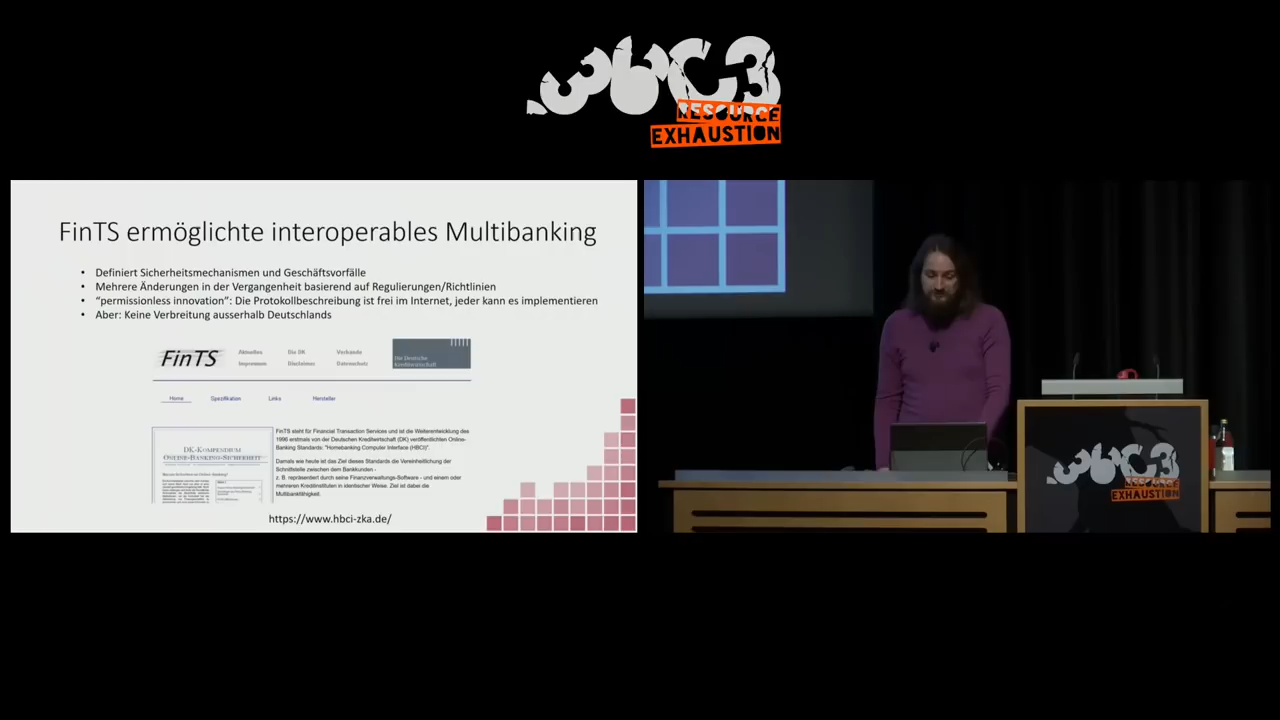 36C3
RESOURCE
EXHAUSTION
FinTS ermöglichte interoperables Multibanking
• Definiert Sicherheitsmechanismen und Geschäftsvorfälle
• Mehrere Änderungen in der Vergangenheit basierend auf Regulierungen/Richtlinien
• “permissionless innovation”: Die Protokollbeschreibung ist frei im Internet, jeder kann es implementieren
• Aber: Keine Verbreitung ausserhalb Deutschlands
FinTS
Aktuelles Die DK Verbände
Impressum Disclaimer Datenschutz
Die Deutsche
Kreditwirtschaft
Home Spezifikation Links Hersteller
DK-KOMPENDIUM
ONLINE-BANKING-SICHERHEIT
FinTS steht für Financial Transaction Services und ist die Weiterentwicklung des
1996 erstmals von der Deutschen Kreditwirtschaft (DK) veröffentlichten Online-
Banking Standards: "Homebanking Computer Interface (HBCI)".
Damals wie heute ist das Ziel dieses Standards die Vereinheitlichung der
Schnittstelle zwischen dem Bankkunden -
z. B. repräsentiert durch seine Finanzverwaltungs-Software - und einem oder
mehreren Kreditinstituten in identischer Weise. Ziel ist dabei die
Multibankfähigkeit.
https://www.hbci-zka.de/
36C3
RESOURCE
EXHAUSTION